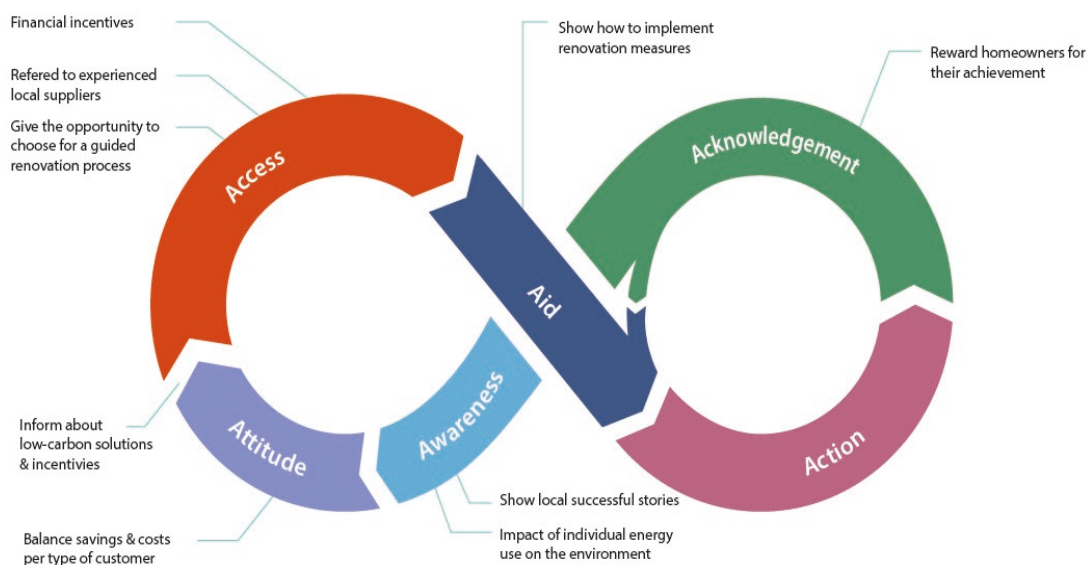 Financial incentives
Refered to experienced
local suppliers
Give the opportunity to
choose for a guided
renovation process
Show how to implement
renovation measures
Reward homeowners for
their achievement
Access
Acknowledgement
Aid
Awareness
Attitude
Action
Inform about
low-carbon solutions
& incentivies
Show local successful stories
Balance savings & costs
per type of customer
Impact of individual energy
use on the environment